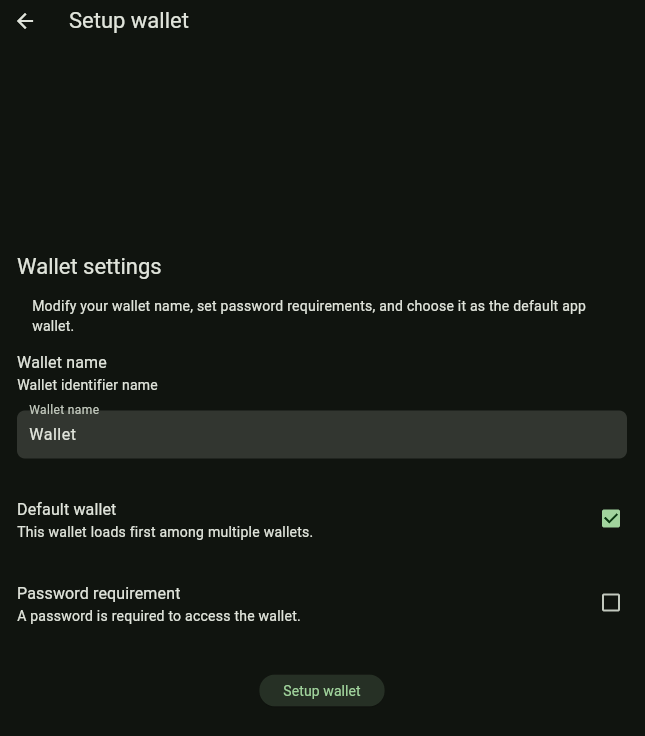 Setup wallet
Wallet settings
Modify your wallet name, set password requirements, and choose it as the default app
wallet.
Wallet name
Wallet identifier name
Wallet name
Wallet
Default wallet
This wallet loads first among multiple wallets.
Password requirement
A password is required to access the wallet.
Setup wallet